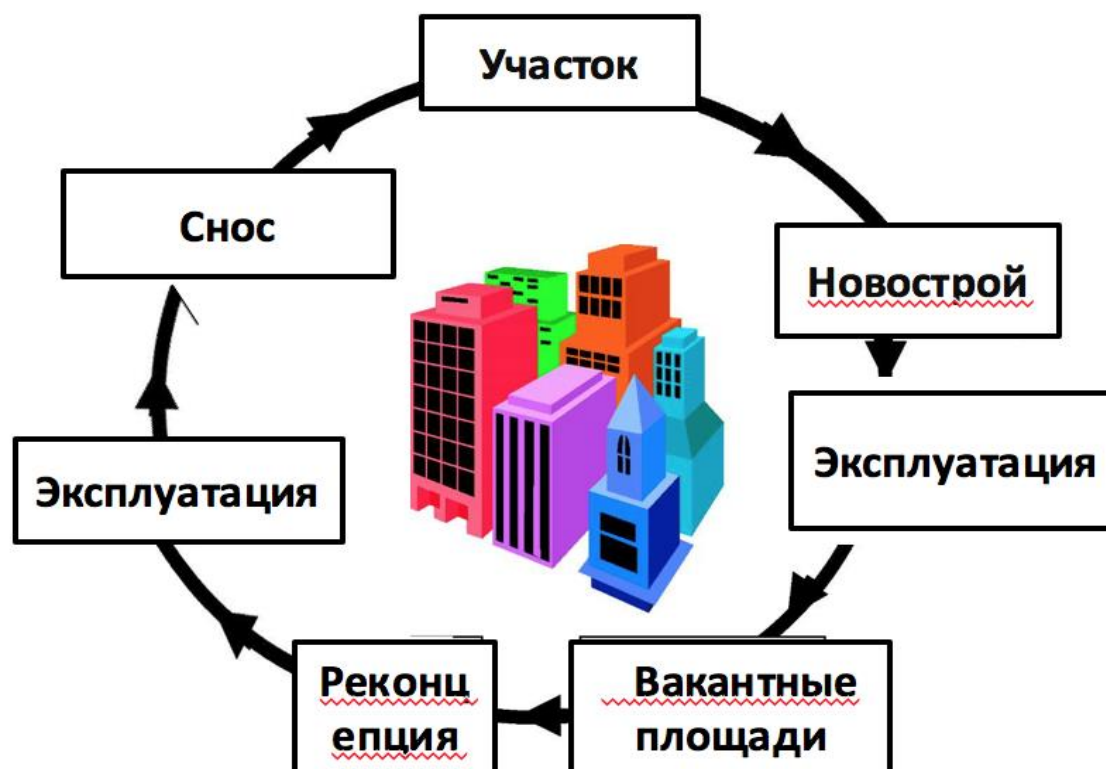 Участок
Новострой
Эксплуатация
Вакантные
площади
Реконц
епция
Эксплуатация
Снос